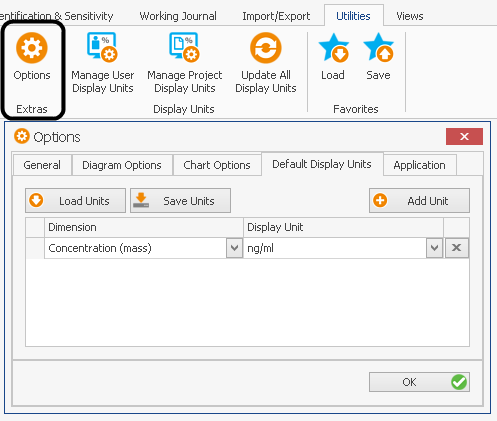 entification & Sensitivity Working Journal Import/Export Utilities Views
Options Manage User Display Units Manage Project Display Units Update All Display Units Load Save
Extras Display Units Favorites
Options
General Diagram Options Chart Options Default Display Units Application
Load Units Save Units Add Unit
Dimension Display Unit
Concentration (mass) ng/ml
OK